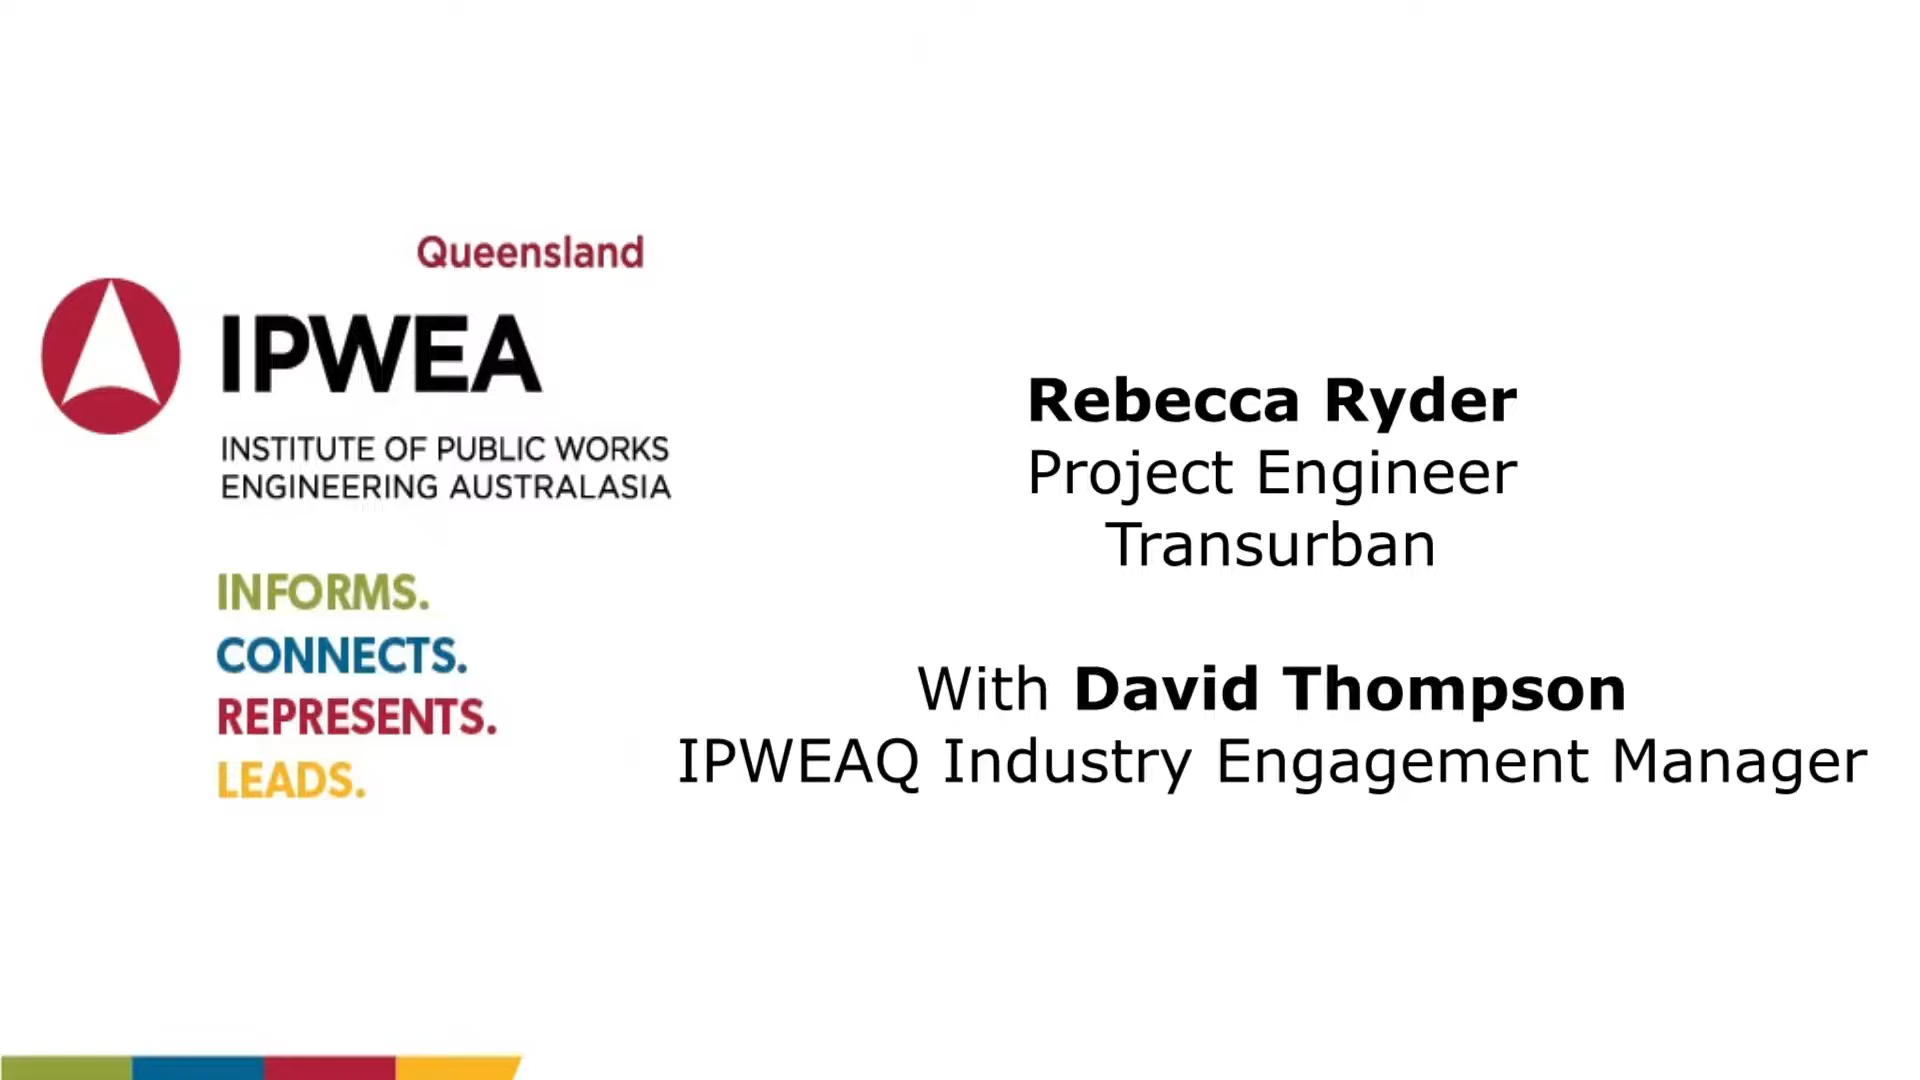 Queensland
IPWEA
INSTITUTE OF PUBLIC WORKS
ENGINEERING AUSTRALASIA
INFORMS.
CONNECTS.
REPRESENTS.
LEADS.
Rebecca Ryder
Project Engineer
Transurban
With David Thompson
IPWEAQ Industry Engagement Manager